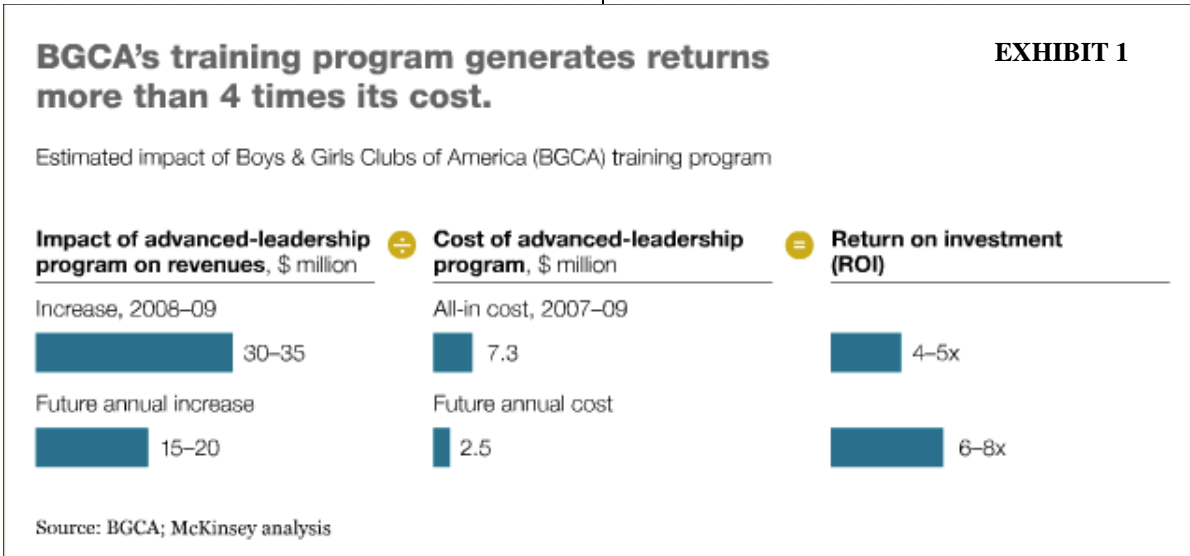 BGCA's training program generates returns
more than 4 times its cost.
EXHIBIT 1
Estimated impact of Boys & Girls Clubs of America (BGCA) training program
Impact of advanced-leadership
program on revenues, $ million
÷
Cost of advanced-leadership
program, $ million
=
Return on investment
(ROI)
Increase, 2008–09
All-in cost, 2007–09
30–35
7.3
4–5x
Future annual increase
Future annual cost
15–20
2.5
6–8x
Source: BGCA; McKinsey analysis